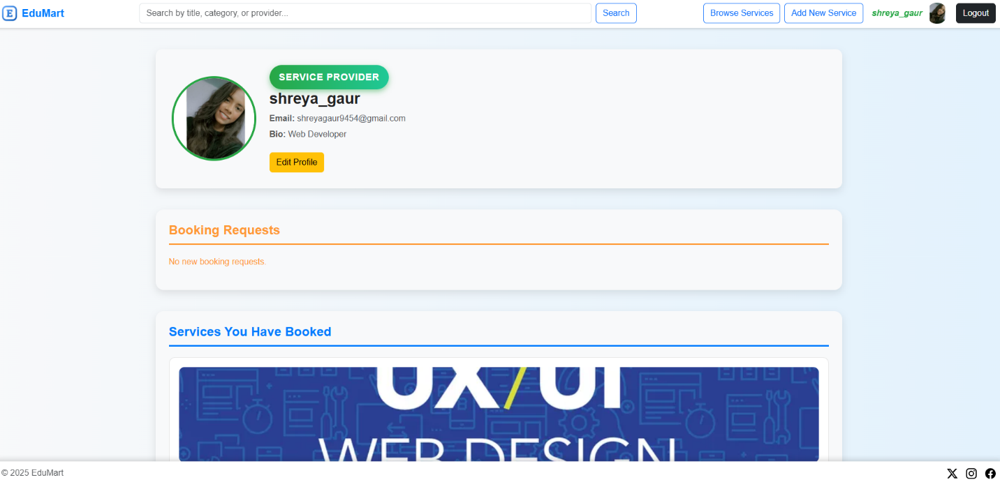 E EduMart
Search by title, category, or provider...
Search
Browse Services
Add New Service
shreya_gaur
Logout
SERVICE PROVIDER
shreya_gaur
Email: shreyagaur9454@gmail.com
Bio: Web Developer
Edit Profile
Booking Requests
No new booking requests.
Services You Have Booked
UX/UI
WEB DESIGN
© 2025 EduMart